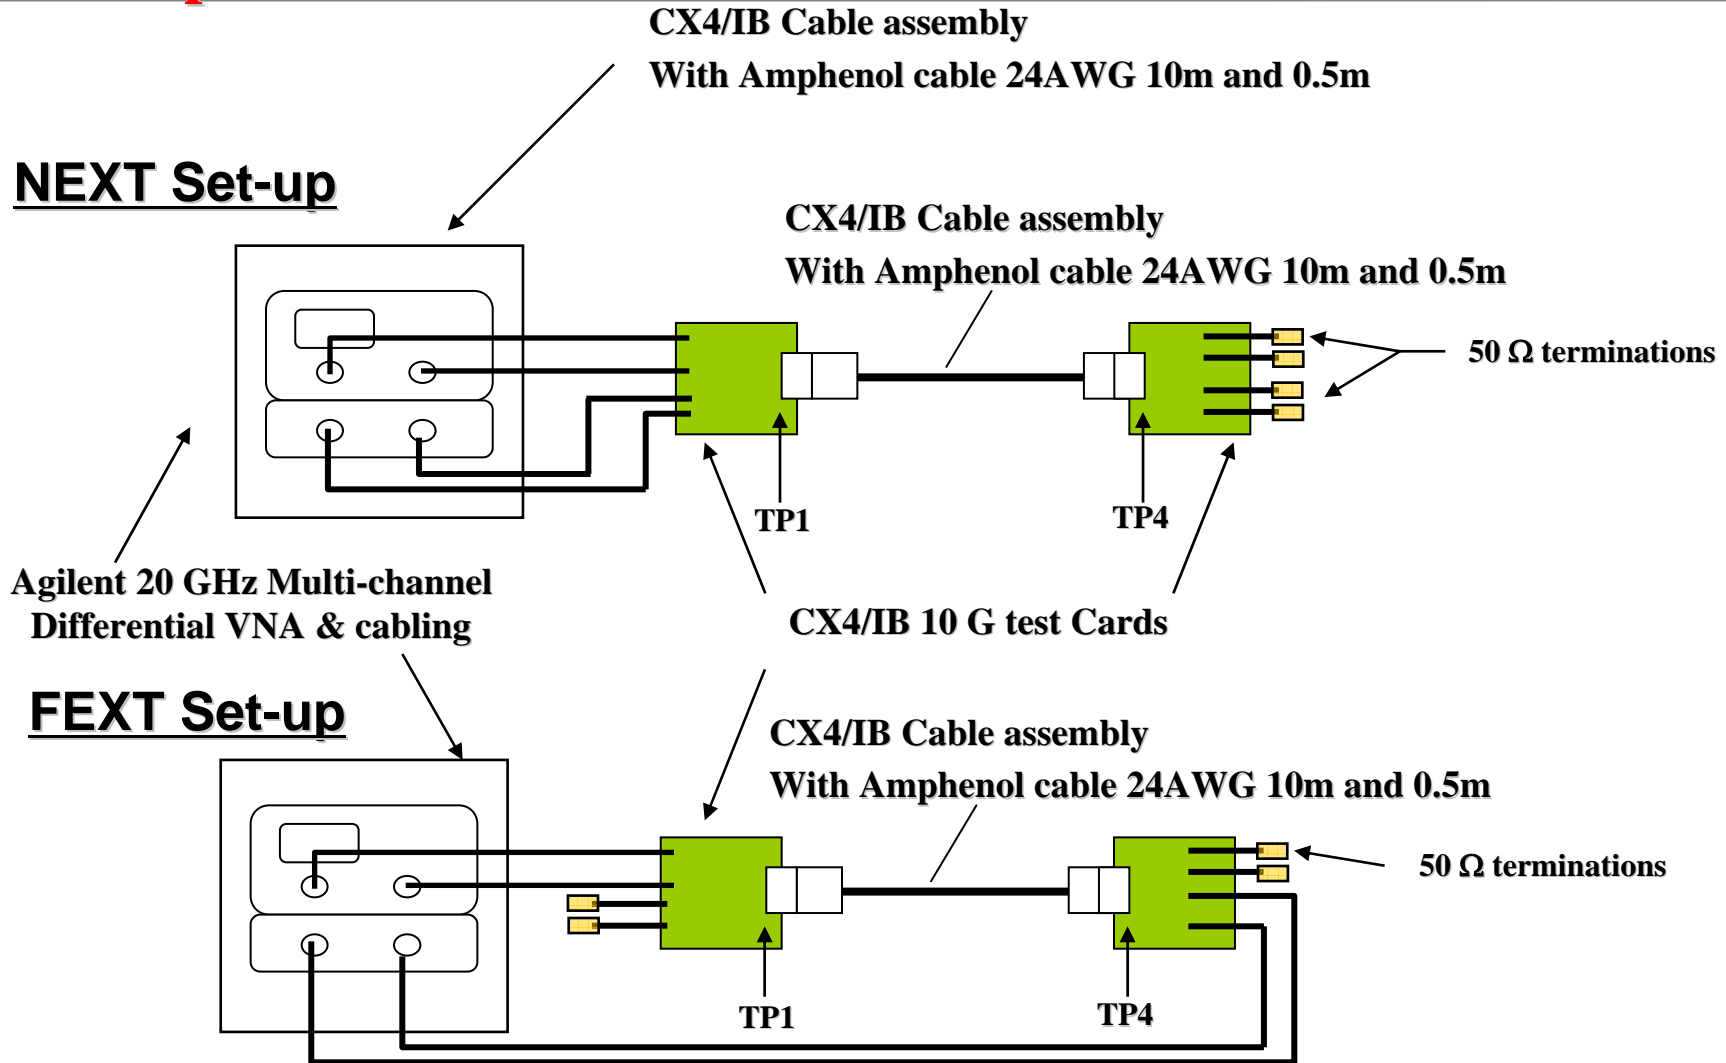 CX4/IB Cable assembly
With Amphenol cable 24AWG 10m and 0.5m
NEXT Set-up
CX4/IB Cable assembly
With Amphenol cable 24AWG 10m and 0.5m
50 Ω terminations
TP1
TP4
Agilent 20 GHz Multi-channel
Differential VNA & cabling
CX4/IB 10 G test Cards
FEXT Set-up
CX4/IB Cable assembly
With Amphenol cable 24AWG 10m and 0.5m
50 Ω terminations
TP1
TP4